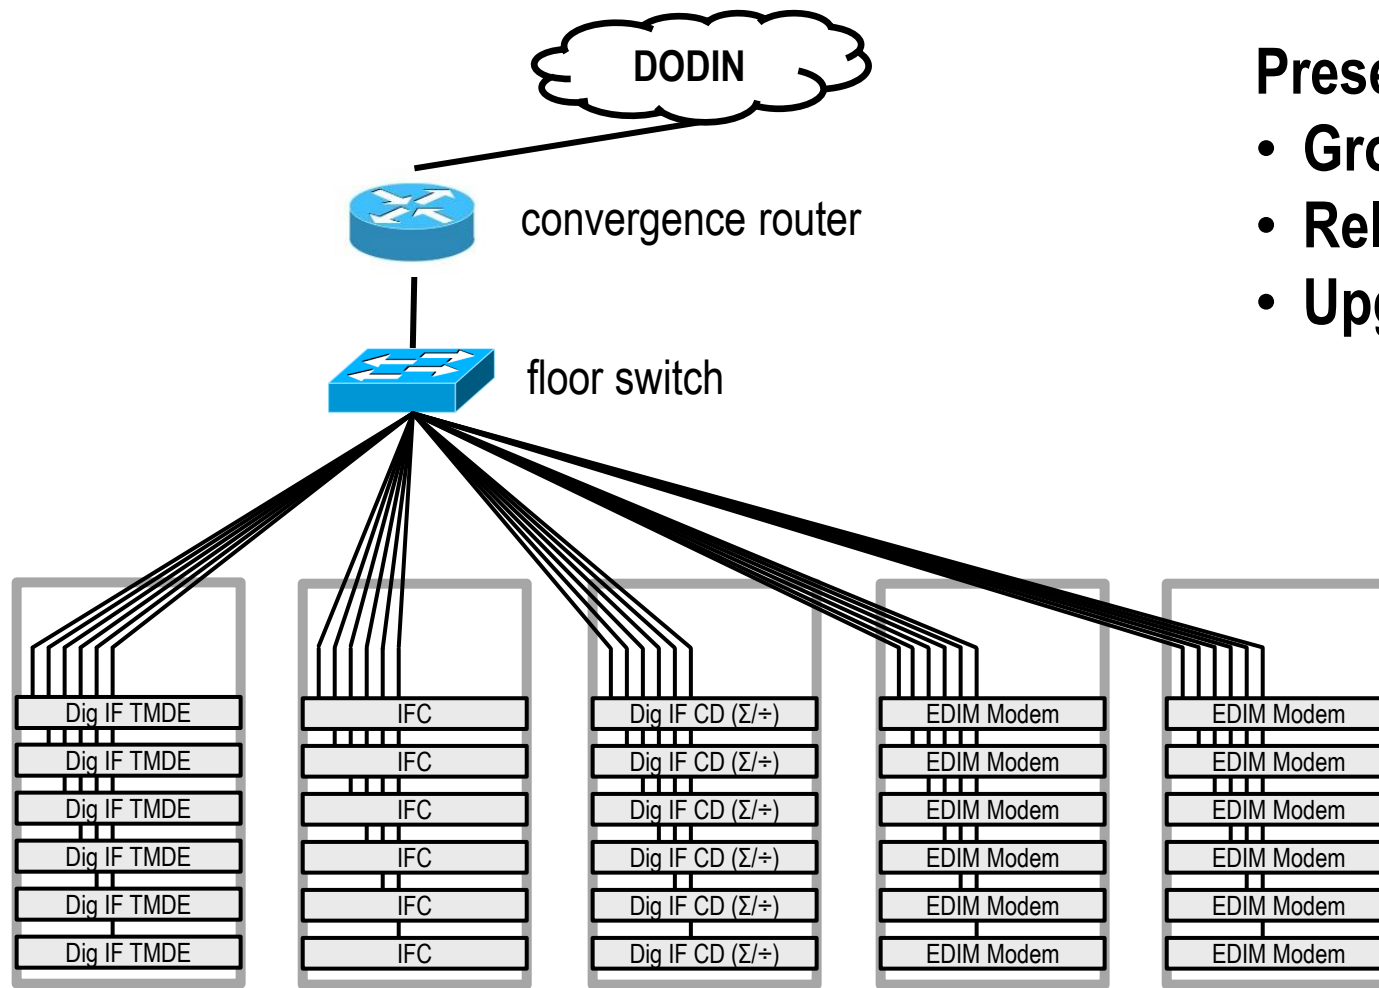 DODIN
convergence router
floor switch
•
•
•
Dig IF TMDE IFC Dig IF CD (Σ/÷) EDIM Modem EDIM Modem
Dig IF TMDE IFC Dig IF CD (Σ/÷) EDIM Modem EDIM Modem
Dig IF TMDE IFC Dig IF CD (Σ/÷) EDIM Modem EDIM Modem
Dig IF TMDE IFC Dig IF CD (Σ/÷) EDIM Modem EDIM Modem
Dig IF TMDE IFC Dig IF CD (Σ/÷) EDIM Modem EDIM Modem
Dig IF TMDE IFC Dig IF CD (Σ/÷) EDIM Modem EDIM Modem